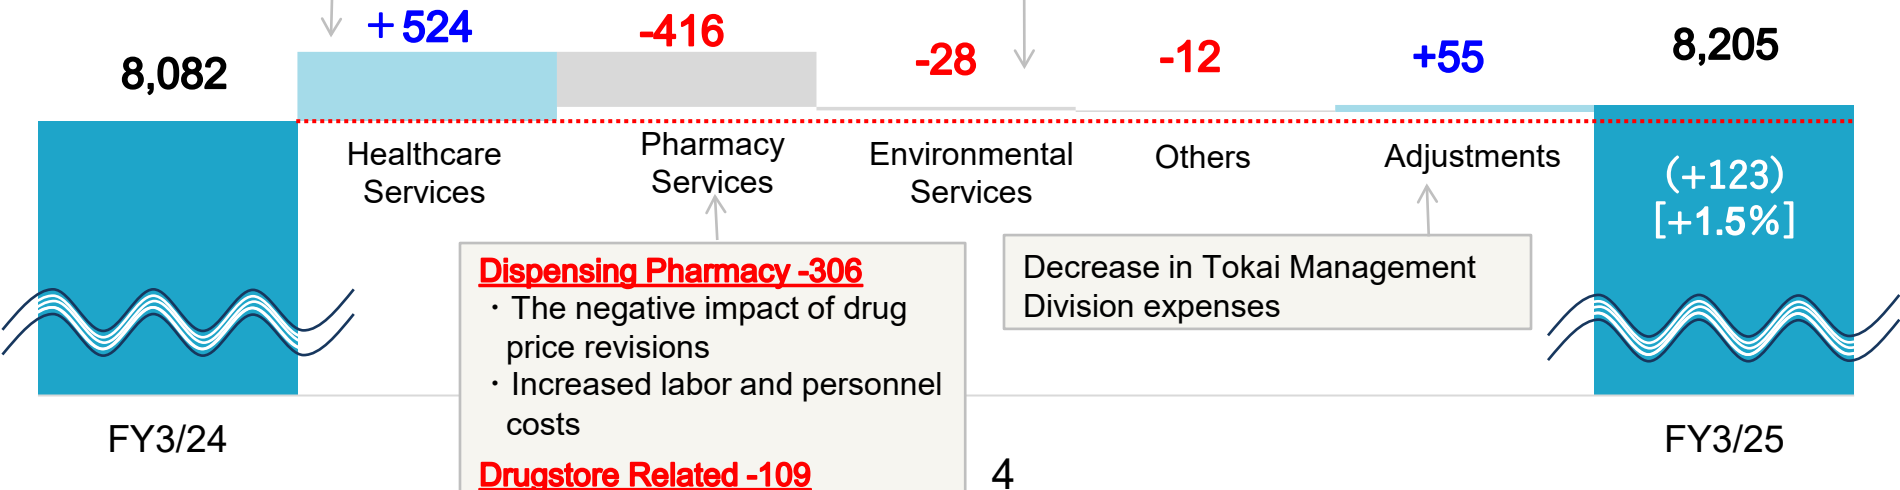 8,082
＋524
-416
-28
-12
+55
8,205
Healthcare
Services
Pharmacy
Services
Environmental
Services
Others
Adjustments
(+123)
[+1.5%]
Dispensing Pharmacy -306
・The negative impact of drug
price revisions
・Increased labor and personnel
costs
Drugstore Related -109
Decrease in Tokai Management
Division expenses
FY3/24
FY3/25
4